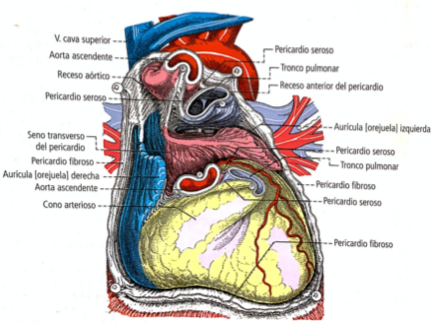 V. cava superior
Aorta ascendente
Receso aórtico
Pericardio seroso
Seno transverso
del pericardio
Pericardio fibroso
Aurícula [orejuela] derecha
Aorta ascendente
Cono arterioso
Pericardio seroso
Tronco pulmonar
Receso anterior del pericardio
Aurícula [orejuela] izquierda
Pericardio seroso
Tronco pulmonar
Pericardio fibroso
Pericardio seroso
Pericardio fibroso